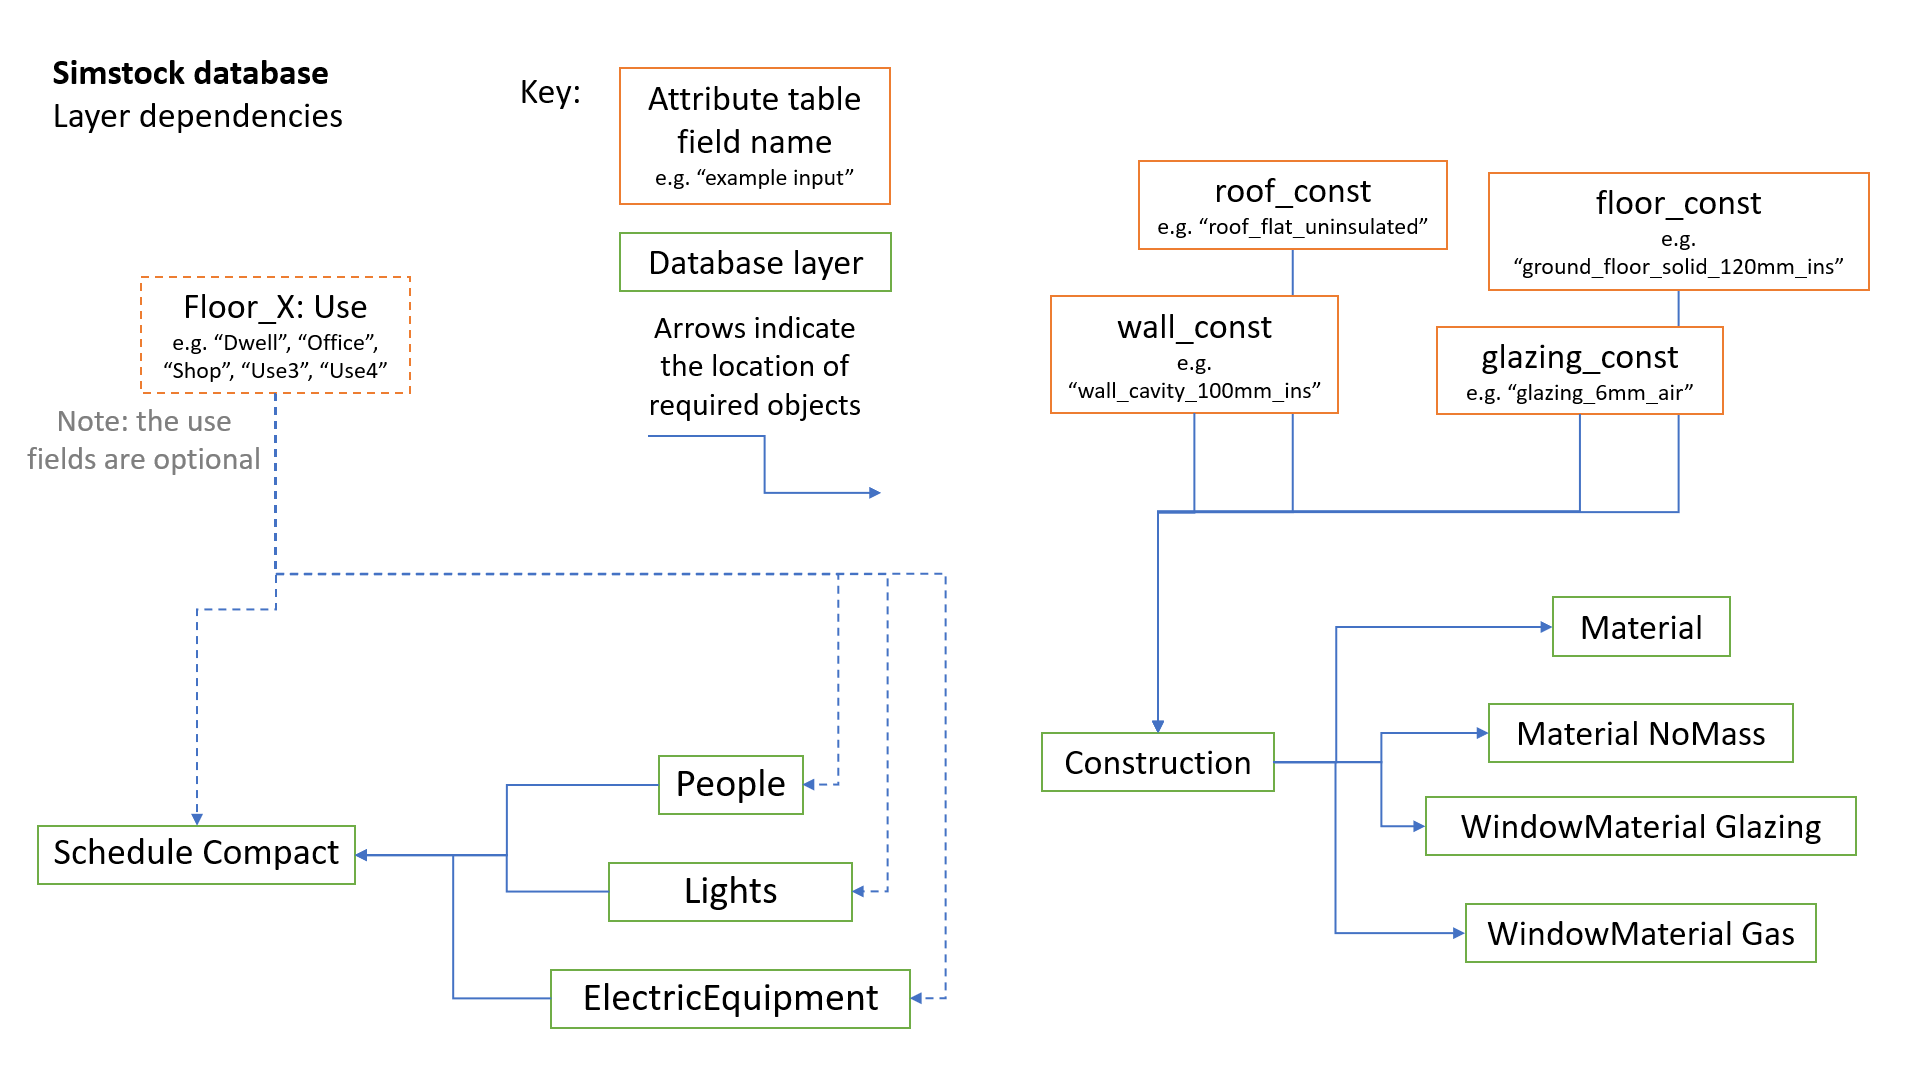 Simstock database
Layer dependencies
Key:
Attribute table
field name
e.g. “example input”
Database layer
Arrows indicate
the location of
required objects
Floor_X: Use
e.g. “Dwell”, “Office”,
“Shop”, “Use3”, “Use4”
Note: the use
fields are optional
roof_const
e.g. “roof_flat_uninsulated”
floor_const
e.g.
“ground_floor_solid_120mm_ins”
wall_const
e.g.
“wall_cavity_100mm_ins”
glazing_const
e.g. “glazing_6mm_air”
Schedule Compact
People
Lights
ElectricEquipment
Construction
Material
Material NoMass
WindowMaterial Glazing
WindowMaterial Gas